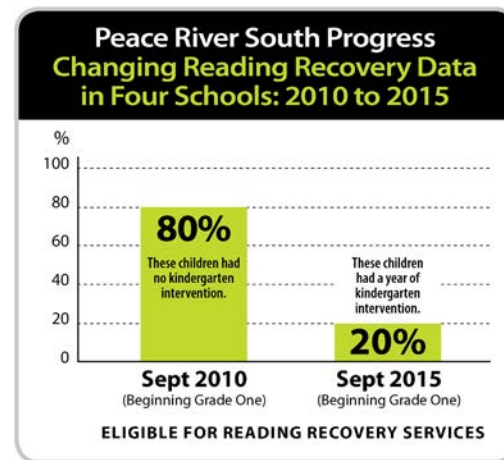 Peace River South Progress
Changing Reading Recovery Data
in Four Schools: 2010 to 2015
%
100
80
60
40
20
0
80%
These children had
no kindergarten
intervention.
These children
had a year of
kindergarten
intervention.
20%
Sept 2010
(Beginning Grade One)
Sept 2015
(Beginning Grade One)
ELIGIBLE FOR READING RECOVERY SERVICES